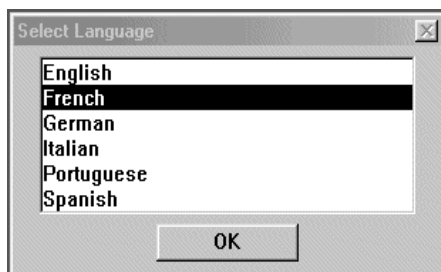 Select Language
English
French
German
Italian
Portuguese
Spanish
OK